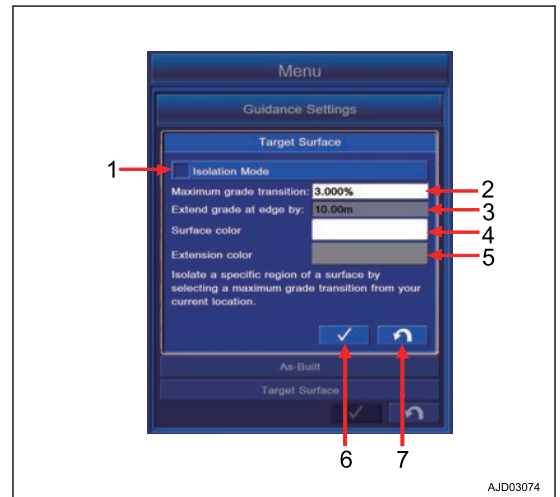 Menu
Guidance Settings
Target Surface
1 Isolation Mode
Maximum grade transition: 3.000% 2
Extend grade at edge by: 10.00m 3
Surface color 4
Extension color 5
Isolate a specific region of a surface by
selecting a maximum grade transition from your
current location.
As-Built
Target Surface
6 7
AJD03074